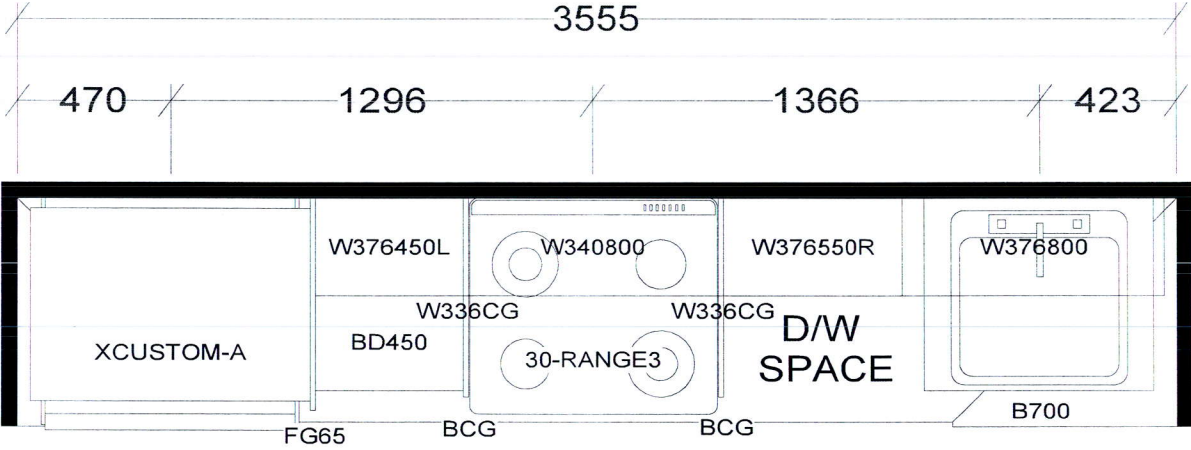 3555
470 1296 1366 423
W376450L W340800 W376550R W376800
W336CG W336CG
D/W
SPACE
BD450
XCUSTOM-A
30-RANGE3
B700
FG65 BCG BCG